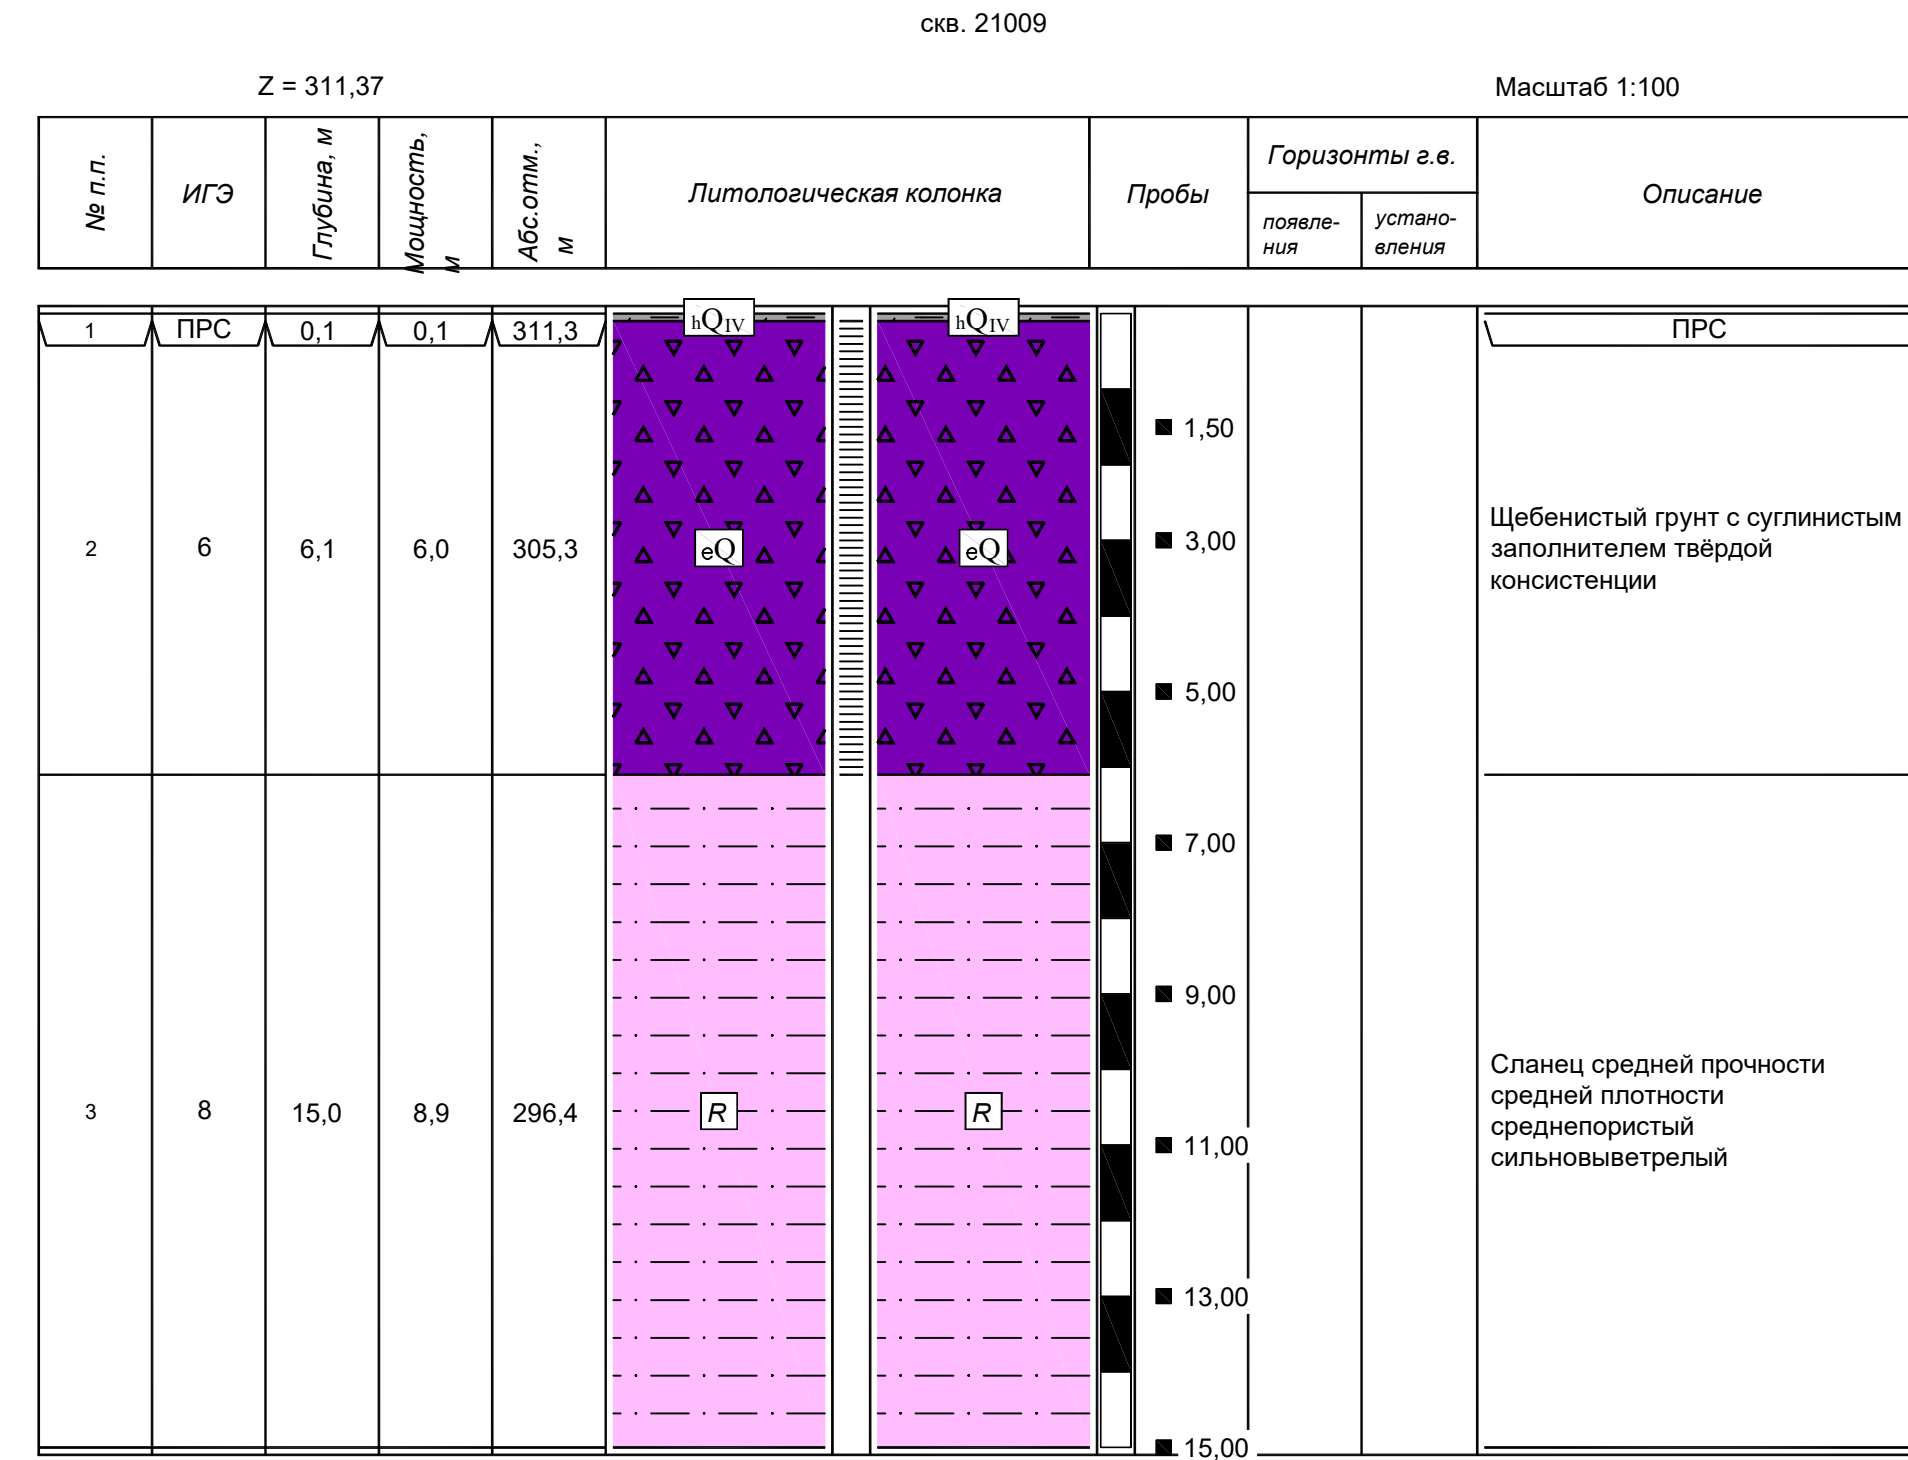 скв. 21009
Z = 311,37
Масштаб 1:100
№ п.п.
ИГЭ
Глубина, м
Мощность,
м
Абс.отм.,
м
Литологическая колонка
Пробы
Горизонты г.в.
появле-
ния
устано-
вления
Описание
1 ПРС 0,1 0,1 311,3 hQIV hQIV ПРС
1,50
2 6 6,1 6,0 305,3 eQ eQ
3,00
Щебенистый грунт с суглинистым
заполнителем твёрдой
консистенции
5,00
7,00
9,00
3 8 15,0 8,9 296,4 R R
Сланец средней прочности
средней плотности
среднепористый
сильновыветрелый
11,00
13,00
15,00